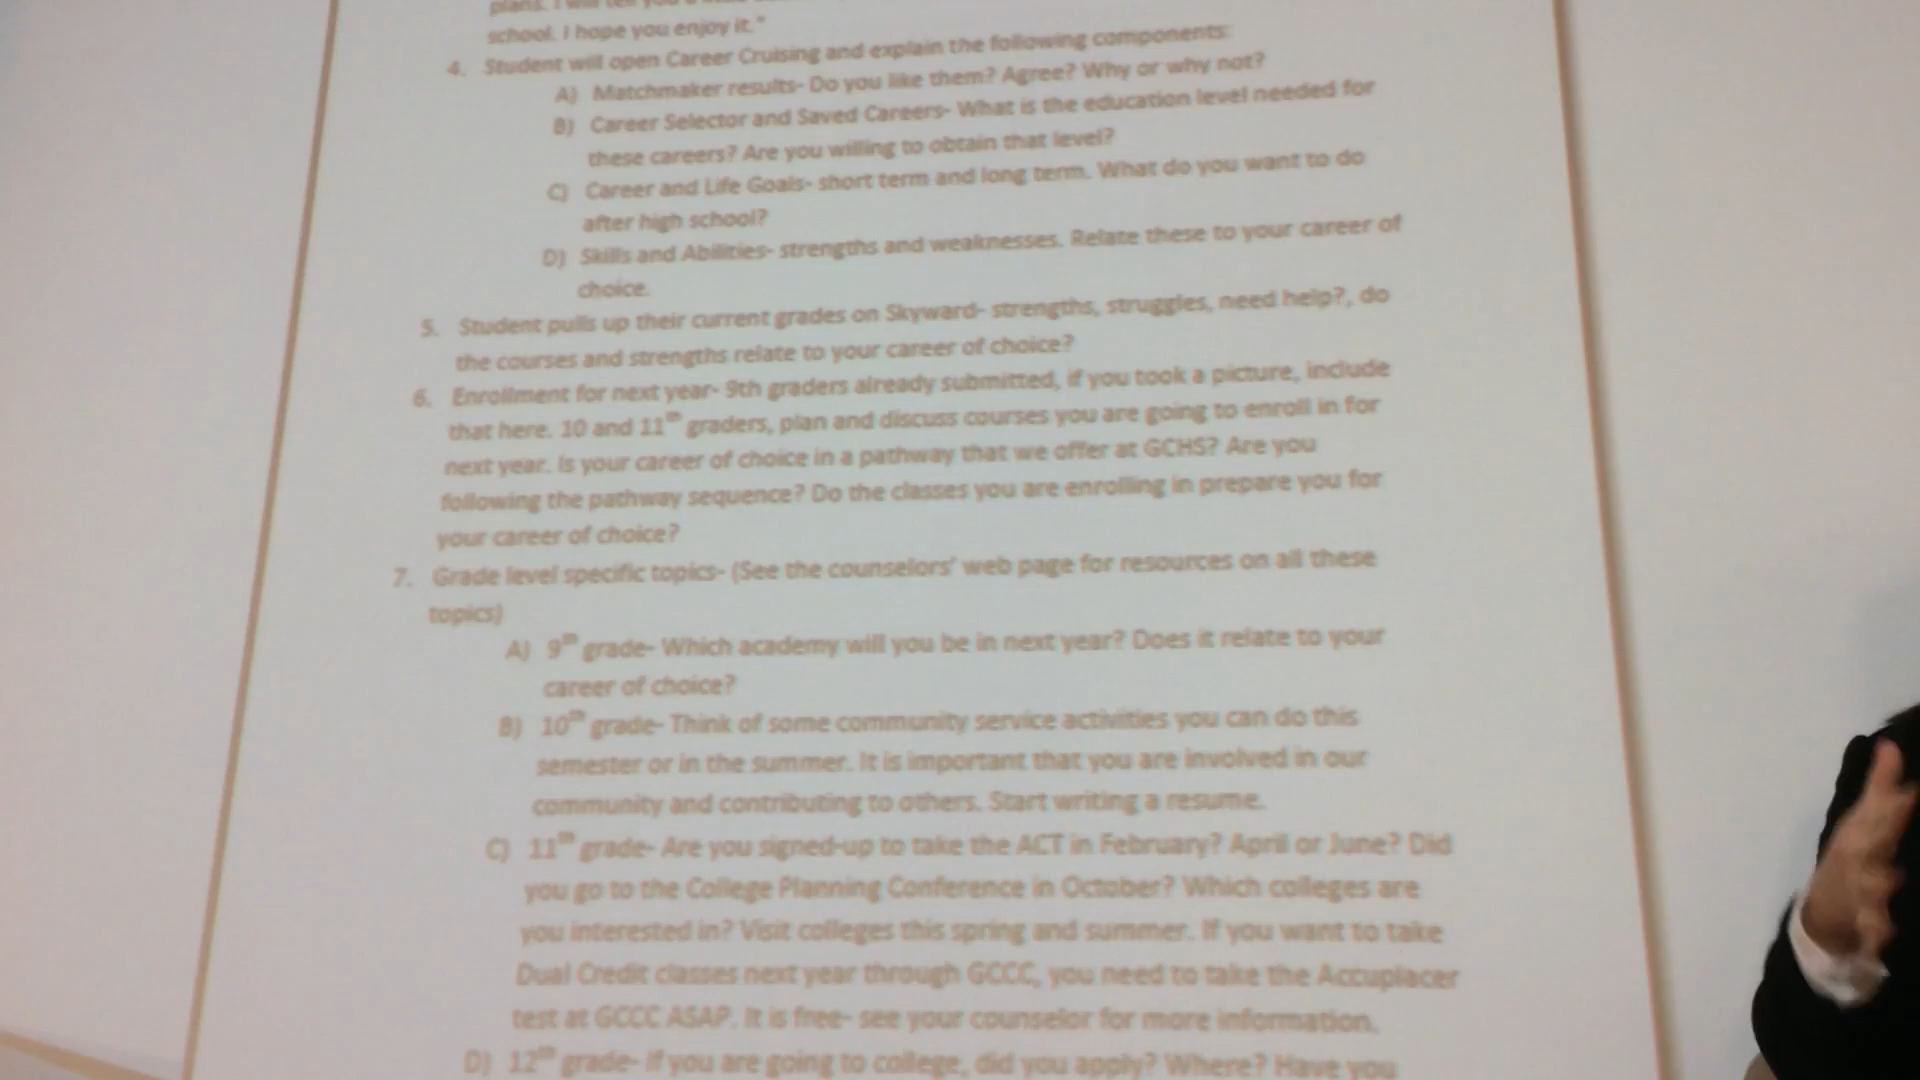 plans. I will tell you
school. I hope you enjoy it."
4. Student will open Career Cruising and explain the following components:
A) Matchmaker results- Do you like them? Agree? Why or why not?
B) Career Selector and Saved Careers- What is the education level needed for
these careers? Are you willing to obtain that level?
C) Career and Life Goals- short term and long term. What do you want to do
after high school?
D) Skills and Abilities- strengths and weaknesses. Relate these to your career of
choice.
5. Student pulls up their current grades on Skyward- strengths, struggles, need help?, do
the courses and strengths relate to your career of choice?
6. Enrollment for next year- 9th graders already submitted, if you took a picture, include
that here. 10 and 11th graders, plan and discuss courses you are going to enroll in for
next year. Is your career of choice in a pathway that we offer at GCHS? Are you
following the pathway sequence? Do the classes you are enrolling in prepare you for
your career of choice?
7. Grade level specific topics- (See the counselors' web page for resources on all these
topics)
A) 9th grade- Which academy will you be in next year? Does it relate to your
career of choice?
B) 10th grade- Think of some community service activities you can do this
semester or in the summer. It is important that you are involved in our
community and contributing to others. Start writing a resume.
C) 11th grade- Are you signed-up to take the ACT in February? April or June? Did
you go to the College Planning Conference in October? Which colleges are
you interested in? Visit colleges this spring and summer. If you want to take
Dual Credit classes next year through GCCC, you need to take the Accuplacer
test at GCCC ASAP. It is free- see your counselor for more information.
D) 12th grade- If you are going to college, did you apply? Where? Have you